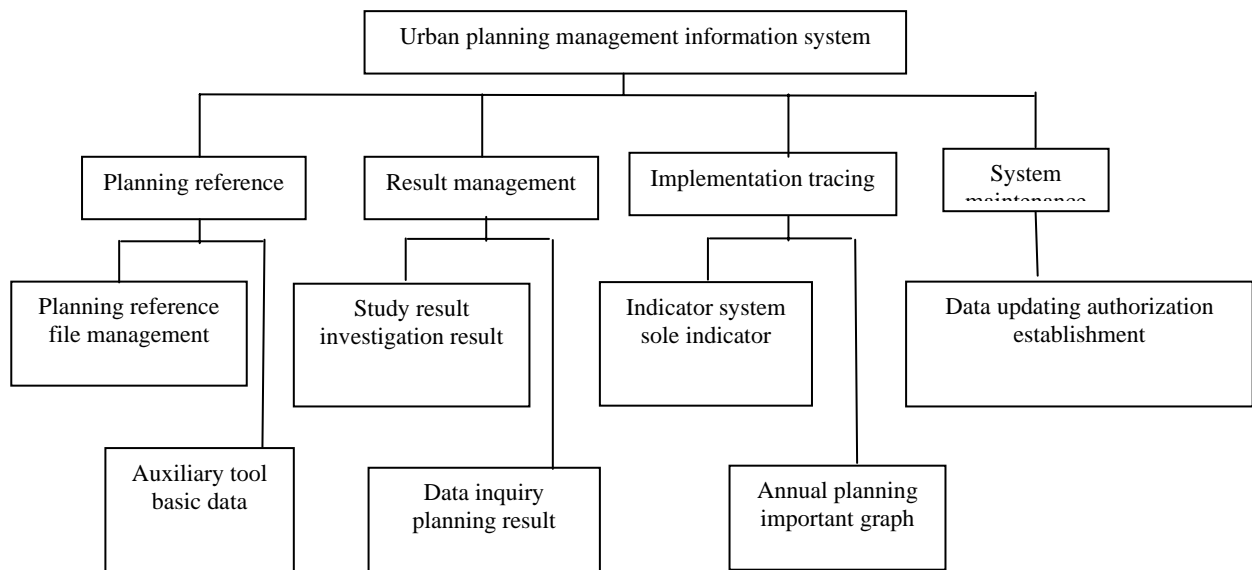 Urban planning management information system
Planning reference
Result management
Implementation tracing
System
maintenance
Planning reference
file management
Study result
investigation result
Indicator system
sole indicator
Data updating authorization
establishment
Auxiliary tool
basic data
Data inquiry
planning result
Annual planning
important graph